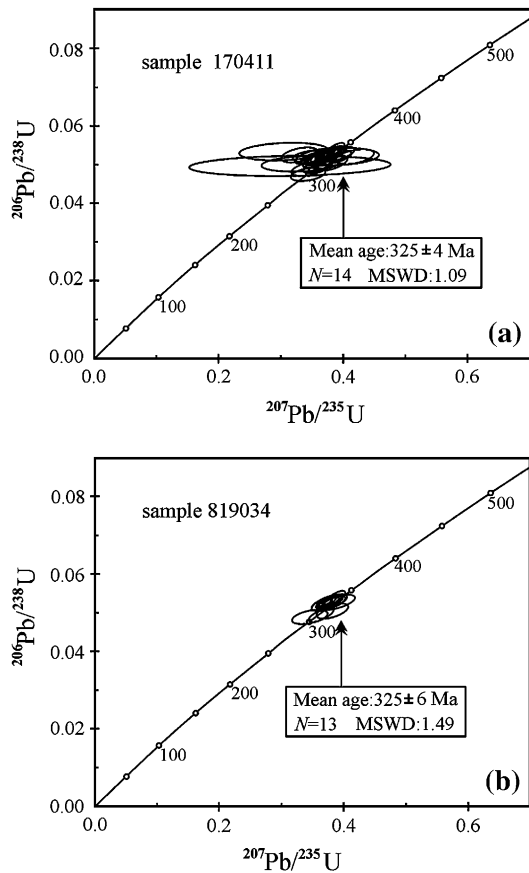 0.08
0.06
0.04
0.02
0.00
²⁰⁶Pb/²³⁸U
sample 170411
100
200
300
400
500
Mean age:325±4 Ma
N=14 MSWD:1.09
(a)
0.0 0.2 0.4 0.6
²⁰⁷Pb/²³⁵U
0.08
0.06
0.04
0.02
0.00
²⁰⁶Pb/²³⁸U
sample 819034
100
200
300
400
500
Mean age:325±6 Ma
N=13 MSWD:1.49
(b)
0.0 0.2 0.4 0.6
²⁰⁷Pb/²³⁵U